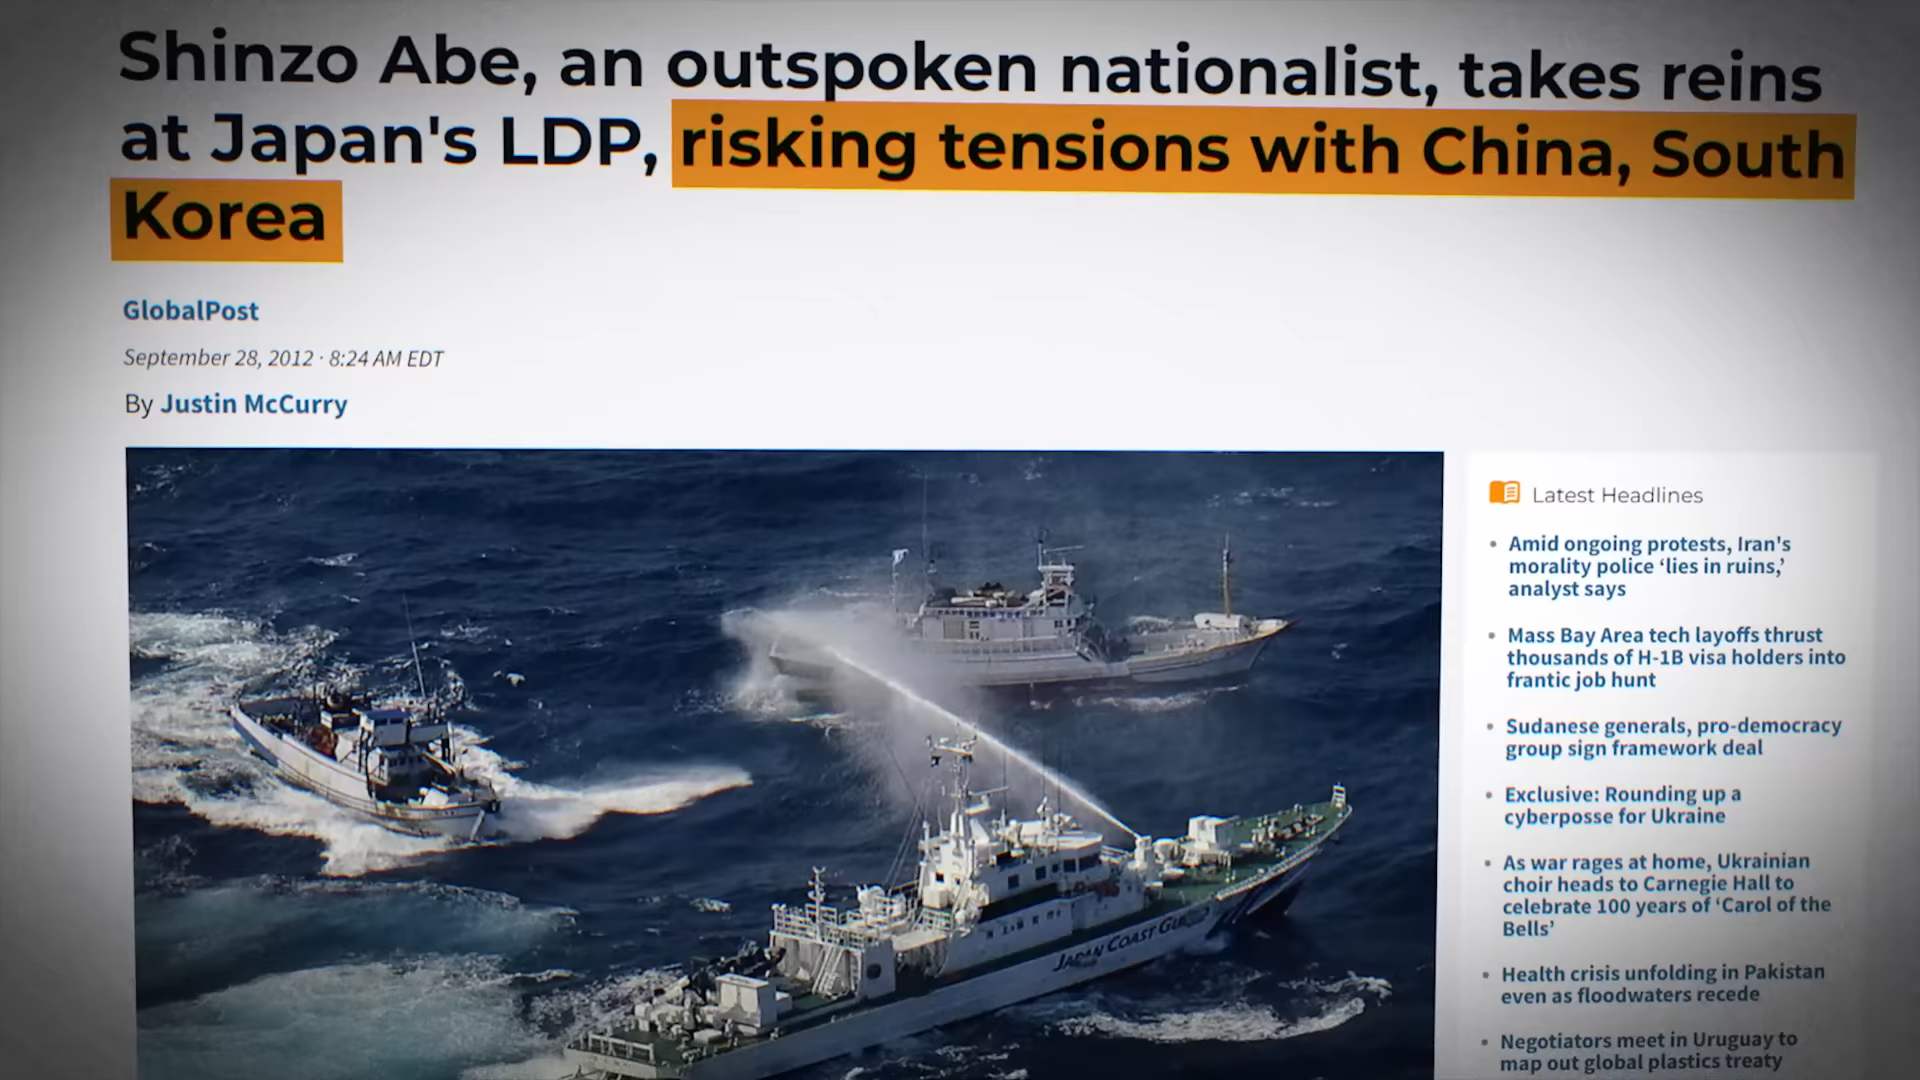 Shinzo Abe, an outspoken nationalist, takes reins
at Japan's LDP, risking tensions with China, South
Korea
GlobalPost
September 28, 2012 · 8:24 AM EDT
By Justin McCurry
Latest Headlines
• Amid ongoing protests, Iran's
morality police ‘lies in ruins,’
analyst says
• Mass Bay Area tech layoffs thrust
thousands of H-1B visa holders into
frantic job hunt
• Sudanese generals, pro-democracy
group sign framework deal
• Exclusive: Rounding up a
cyberposse for Ukraine
• As war rages at home, Ukrainian
choir heads to Carnegie Hall to
celebrate 100 years of ‘Carol of the
Bells’
• Health crisis unfolding in Pakistan
even as floodwaters recede
• Negotiators meet in Uruguay to
map out global plastics treaty
JAPAN COAST